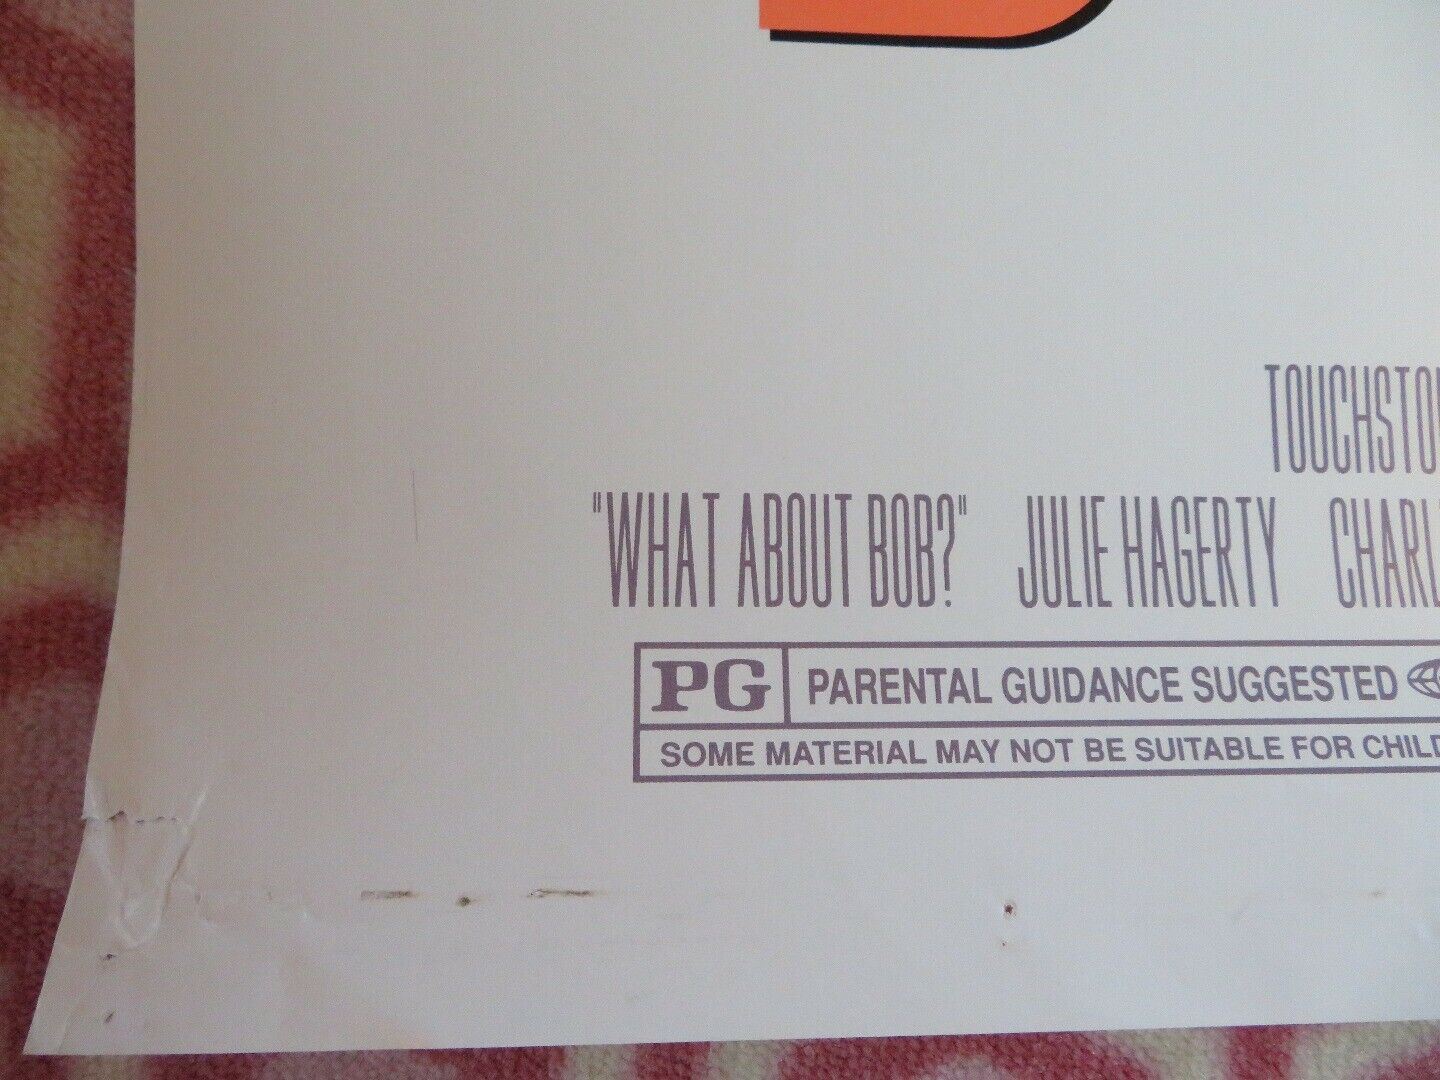 TOUCHSTO
"WHAT ABOUT BOB?" JULIE HAGERTY CHARL
PG PARENTAL GUIDANCE SUGGESTED
SOME MATERIAL MAY NOT BE SUITABLE FOR CHILD